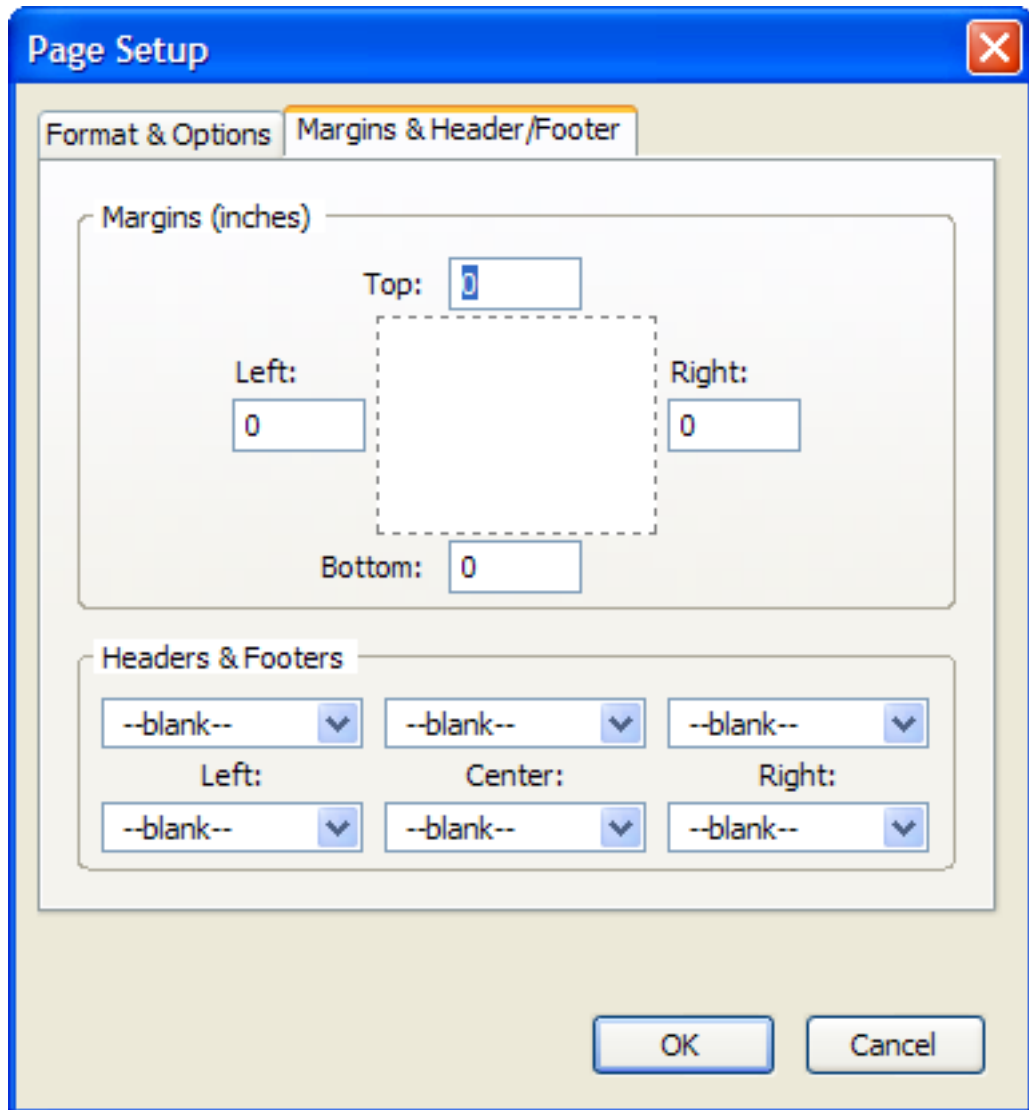 Page Setup
Format & Options Margins & Header/Footer
Margins (inches)
Top: 0
Left: Right:
0 0
Bottom: 0
Headers & Footers
--blank-- --blank-- --blank--
Left: Center: Right:
--blank-- --blank-- --blank--
OK Cancel